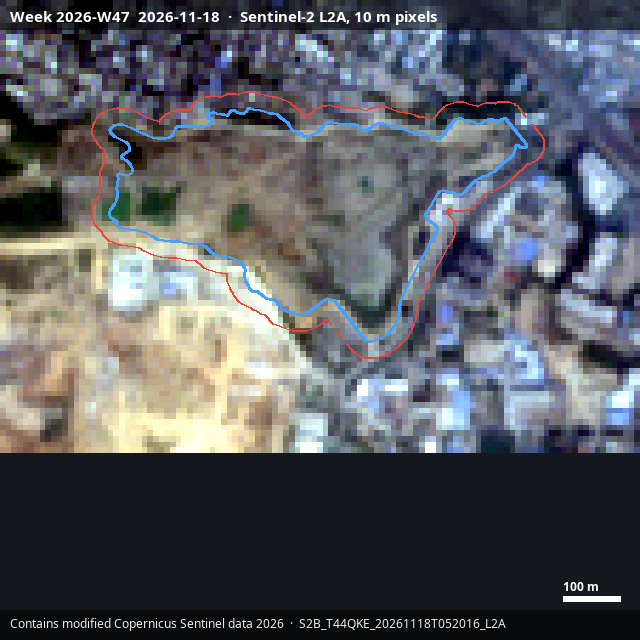 Week 2026-W47  2026-11-18  ·  Sentinel-2 L2A, 10 m pixels
100 m
Contains modified Copernicus Sentinel data 2026  ·  S2B_T44QKE_20261118T052016_L2A